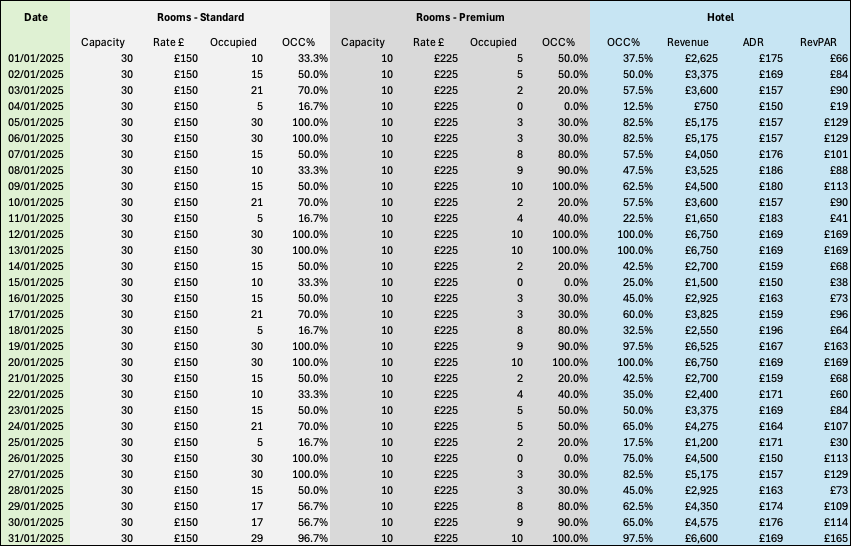 Date Rooms - Standard Rooms - Premium Hotel
Capacity Rate £ Occupied OCC% Capacity Rate £ Occupied OCC% OCC% Revenue ADR RevPAR
01/01/2025 30 £150 10 33.3% 10 £225 5 50.0% 37.5% £2,625 £175 £66
02/01/2025 30 £150 15 50.0% 10 £225 5 50.0% 50.0% £3,375 £169 £84
03/01/2025 30 £150 21 70.0% 10 £225 2 20.0% 57.5% £3,600 £157 £90
04/01/2025 30 £150 5 16.7% 10 £225 0 0.0% 12.5% £750 £150 £19
05/01/2025 30 £150 30 100.0% 10 £225 3 30.0% 82.5% £5,175 £157 £129
06/01/2025 30 £150 30 100.0% 10 £225 3 30.0% 82.5% £5,175 £157 £129
07/01/2025 30 £150 15 50.0% 10 £225 8 80.0% 57.5% £4,050 £176 £101
08/01/2025 30 £150 10 33.3% 10 £225 9 90.0% 47.5% £3,525 £186 £88
09/01/2025 30 £150 15 50.0% 10 £225 10 100.0% 62.5% £4,500 £180 £113
10/01/2025 30 £150 21 70.0% 10 £225 2 20.0% 57.5% £3,600 £157 £90
11/01/2025 30 £150 5 16.7% 10 £225 4 40.0% 22.5% £1,650 £183 £41
12/01/2025 30 £150 30 100.0% 10 £225 10 100.0% 100.0% £6,750 £169 £169
13/01/2025 30 £150 30 100.0% 10 £225 10 100.0% 100.0% £6,750 £169 £169
14/01/2025 30 £150 15 50.0% 10 £225 2 20.0% 42.5% £2,700 £159 £68
15/01/2025 30 £150 10 33.3% 10 £225 0 0.0% 25.0% £1,500 £150 £38
16/01/2025 30 £150 15 50.0% 10 £225 3 30.0% 45.0% £2,925 £163 £73
17/01/2025 30 £150 21 70.0% 10 £225 3 30.0% 60.0% £3,825 £159 £96
18/01/2025 30 £150 5 16.7% 10 £225 8 80.0% 32.5% £2,550 £196 £64
19/01/2025 30 £150 30 100.0% 10 £225 9 90.0% 97.5% £6,525 £167 £163
20/01/2025 30 £150 30 100.0% 10 £225 10 100.0% 100.0% £6,750 £169 £169
21/01/2025 30 £150 15 50.0% 10 £225 2 20.0% 42.5% £2,700 £159 £68
22/01/2025 30 £150 10 33.3% 10 £225 4 40.0% 35.0% £2,400 £171 £60
23/01/2025 30 £150 15 50.0% 10 £225 5 50.0% 50.0% £3,375 £169 £84
24/01/2025 30 £150 21 70.0% 10 £225 5 50.0% 65.0% £4,275 £164 £107
25/01/2025 30 £150 5 16.7% 10 £225 2 20.0% 17.5% £1,200 £171 £30
26/01/2025 30 £150 30 100.0% 10 £225 0 0.0% 75.0% £4,500 £150 £113
27/01/2025 30 £150 30 100.0% 10 £225 3 30.0% 82.5% £5,175 £157 £129
28/01/2025 30 £150 15 50.0% 10 £225 3 30.0% 45.0% £2,925 £163 £73
29/01/2025 30 £150 17 56.7% 10 £225 8 80.0% 62.5% £4,350 £174 £109
30/01/2025 30 £150 17 56.7% 10 £225 9 90.0% 65.0% £4,575 £176 £114
31/01/2025 30 £150 29 96.7% 10 £225 10 100.0% 97.5% £6,600 £169 £165